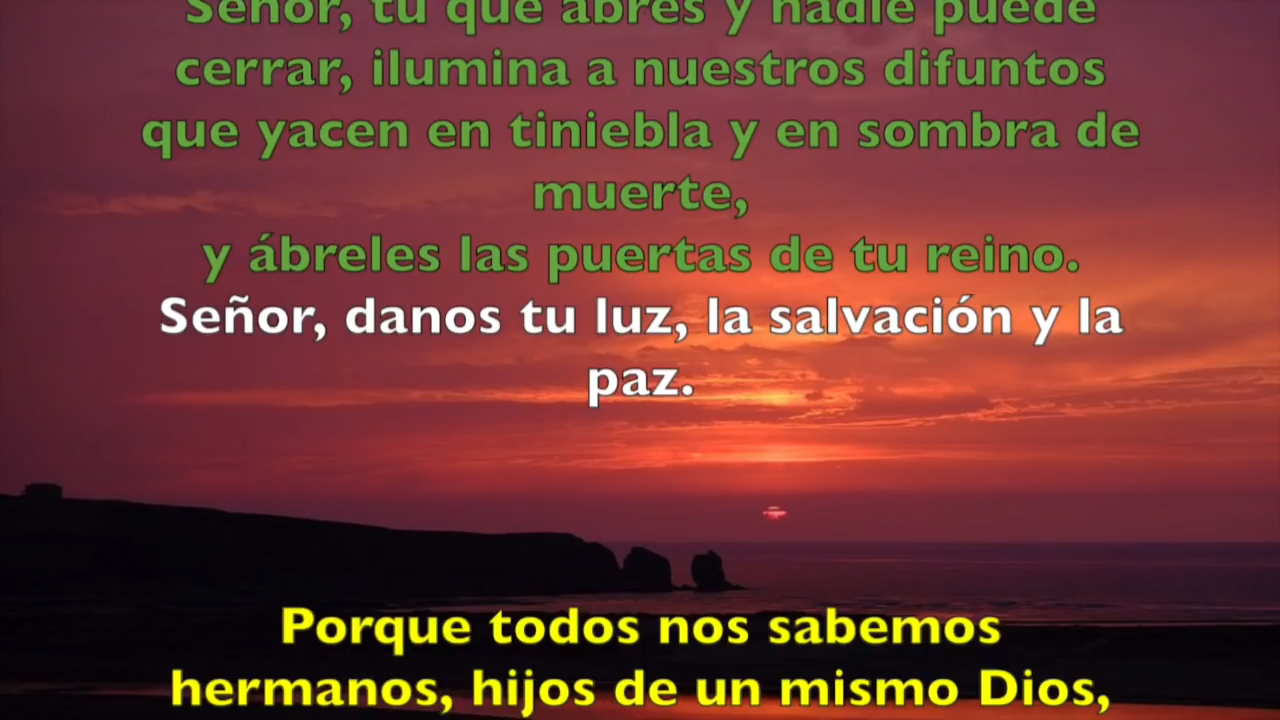 Señor, tú que abres y nadie puede
cerrar, ilumina a nuestros difuntos
que yacen en tiniebla y en sombra de
muerte,
y ábreles las puertas de tu reino.
Señor, danos tu luz, la salvación y la
paz.
Porque todos nos sabemos
hermanos, hijos de un mismo Dios,